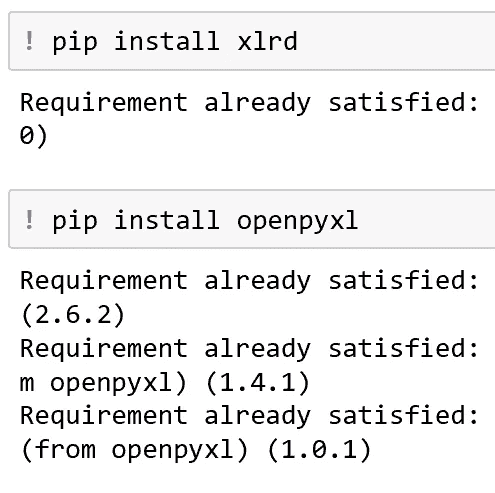 ! pip install xlrd
Requirement already satisfied:
0)
! pip install openpyxl
Requirement already satisfied:
(2.6.2)
Requirement already satisfied:
m openpyxl) (1.4.1)
Requirement already satisfied:
(from openpyxl) (1.0.1)